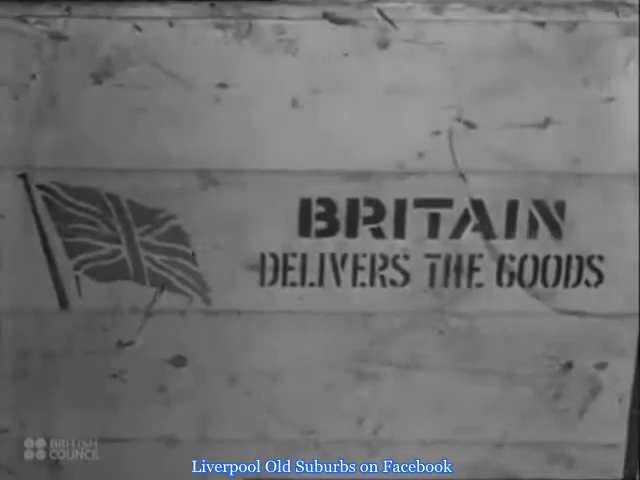 BRITAIN
DELIVERS THE GOODS
BRITISH
COUNCIL
Liverpool Old Suburbs on Facebook